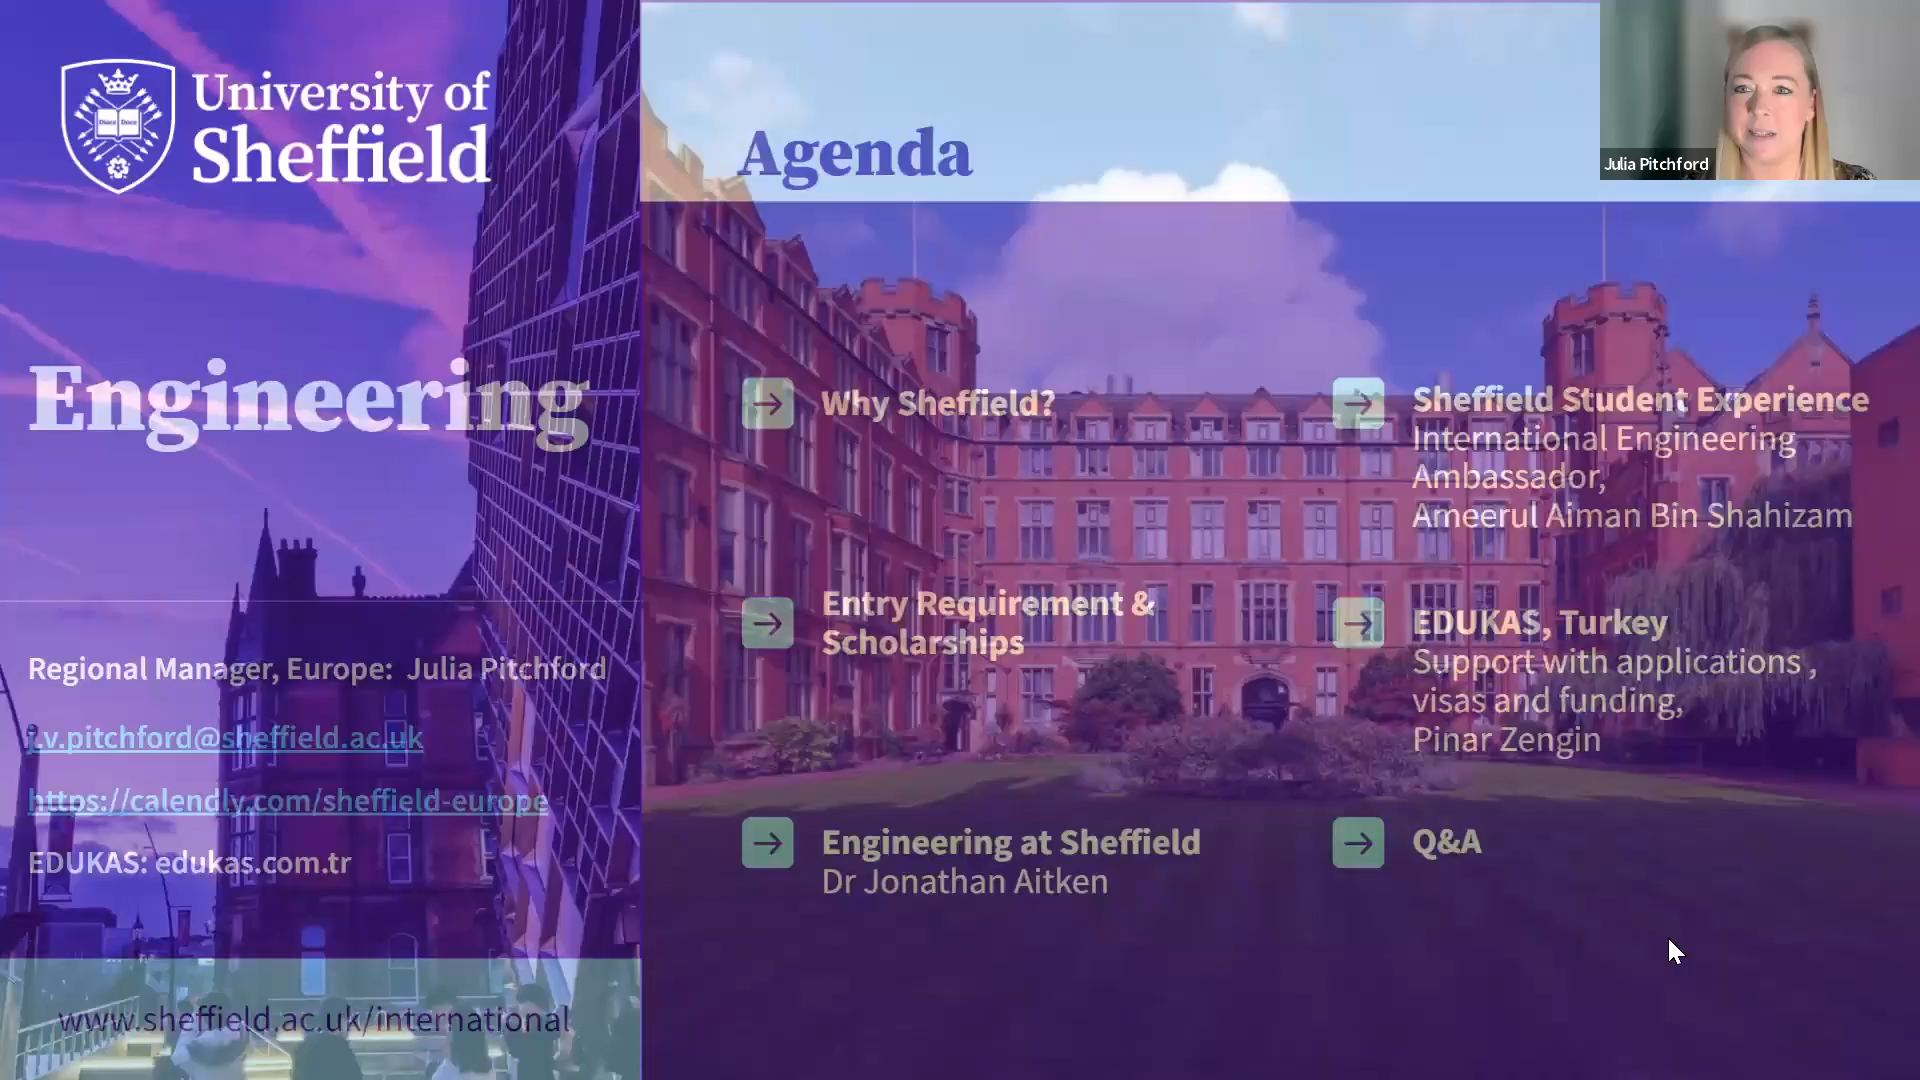 University of
Sheffield
Disce Doce
Engineering
Regional Manager, Europe: Julia Pitchford
j.v.pitchford@sheffield.ac.uk
https://calendly.com/sheffield-europe
EDUKAS: edukas.com.tr
www.sheffield.ac.uk/international
Agenda
Why Sheffield?
Entry Requirement &
Scholarships
Engineering at Sheffield
Dr Jonathan Aitken
Sheffield Student Experience
International Engineering
Ambassador,
Ameerul Aiman Bin Shahizam
EDUKAS, Turkey
Support with applications ,
visas and funding,
Pinar Zengin
Q&A
Julia Pitchford